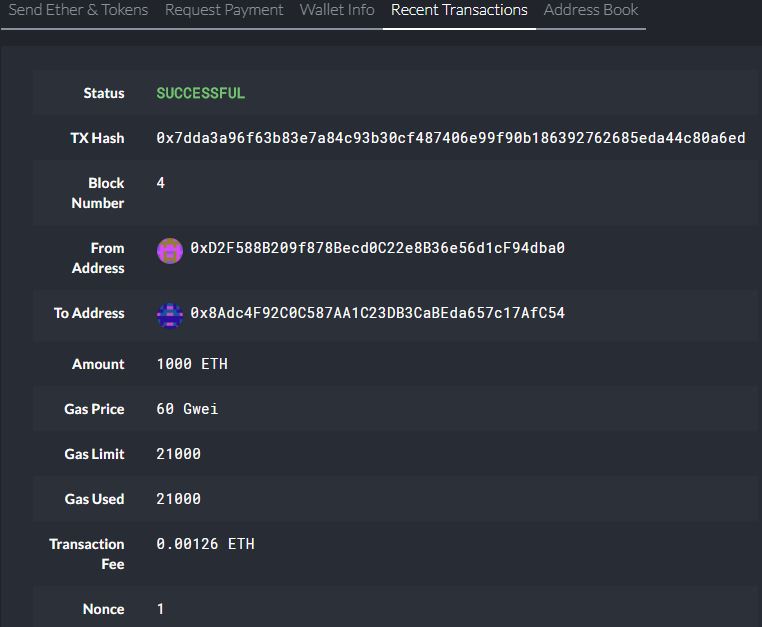 Send Ether & Tokens Request Payment Wallet Info Recent Transactions Address Book
Status SUCCESSFUL
TX Hash 0x7dda3a96f63b83e7a84c93b30cf487406e99f90b186392762685eda44c80a6ed
Block Number 4
From Address 0xD2F588B209f878Becd0C22e8B36e56d1cF94dba0
To Address 0x8Adc4F92C0C587AA1C23DB3CaBEda657c17AfC54
Amount 1000 ETH
Gas Price 60 Gwei
Gas Limit 21000
Gas Used 21000
Transaction Fee 0.00126 ETH
Nonce 1